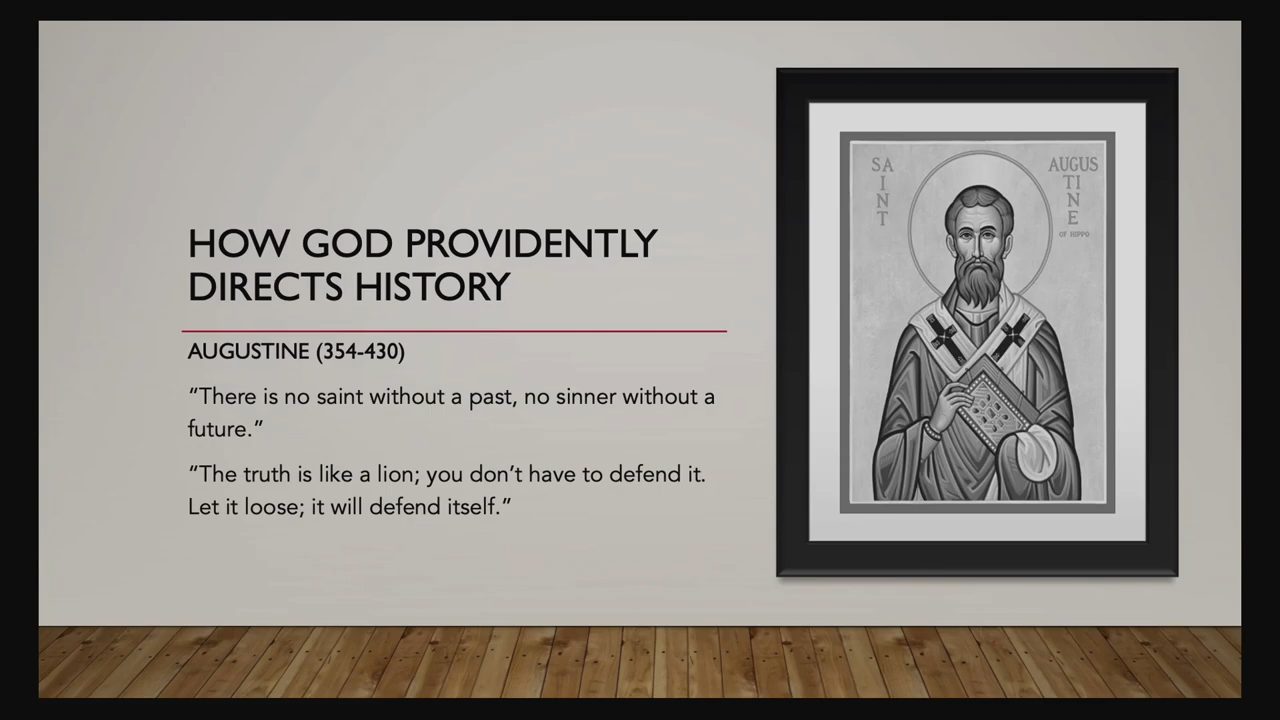 HOW GOD PROVIDENTLY
DIRECTS HISTORY
AUGUSTINE (354-430)
“There is no saint without a past, no sinner without a
future.”
“The truth is like a lion; you don’t have to defend it.
Let it loose; it will defend itself.”
SA
I
N
T
AUGUS
TI
N
E
OF HIPPO